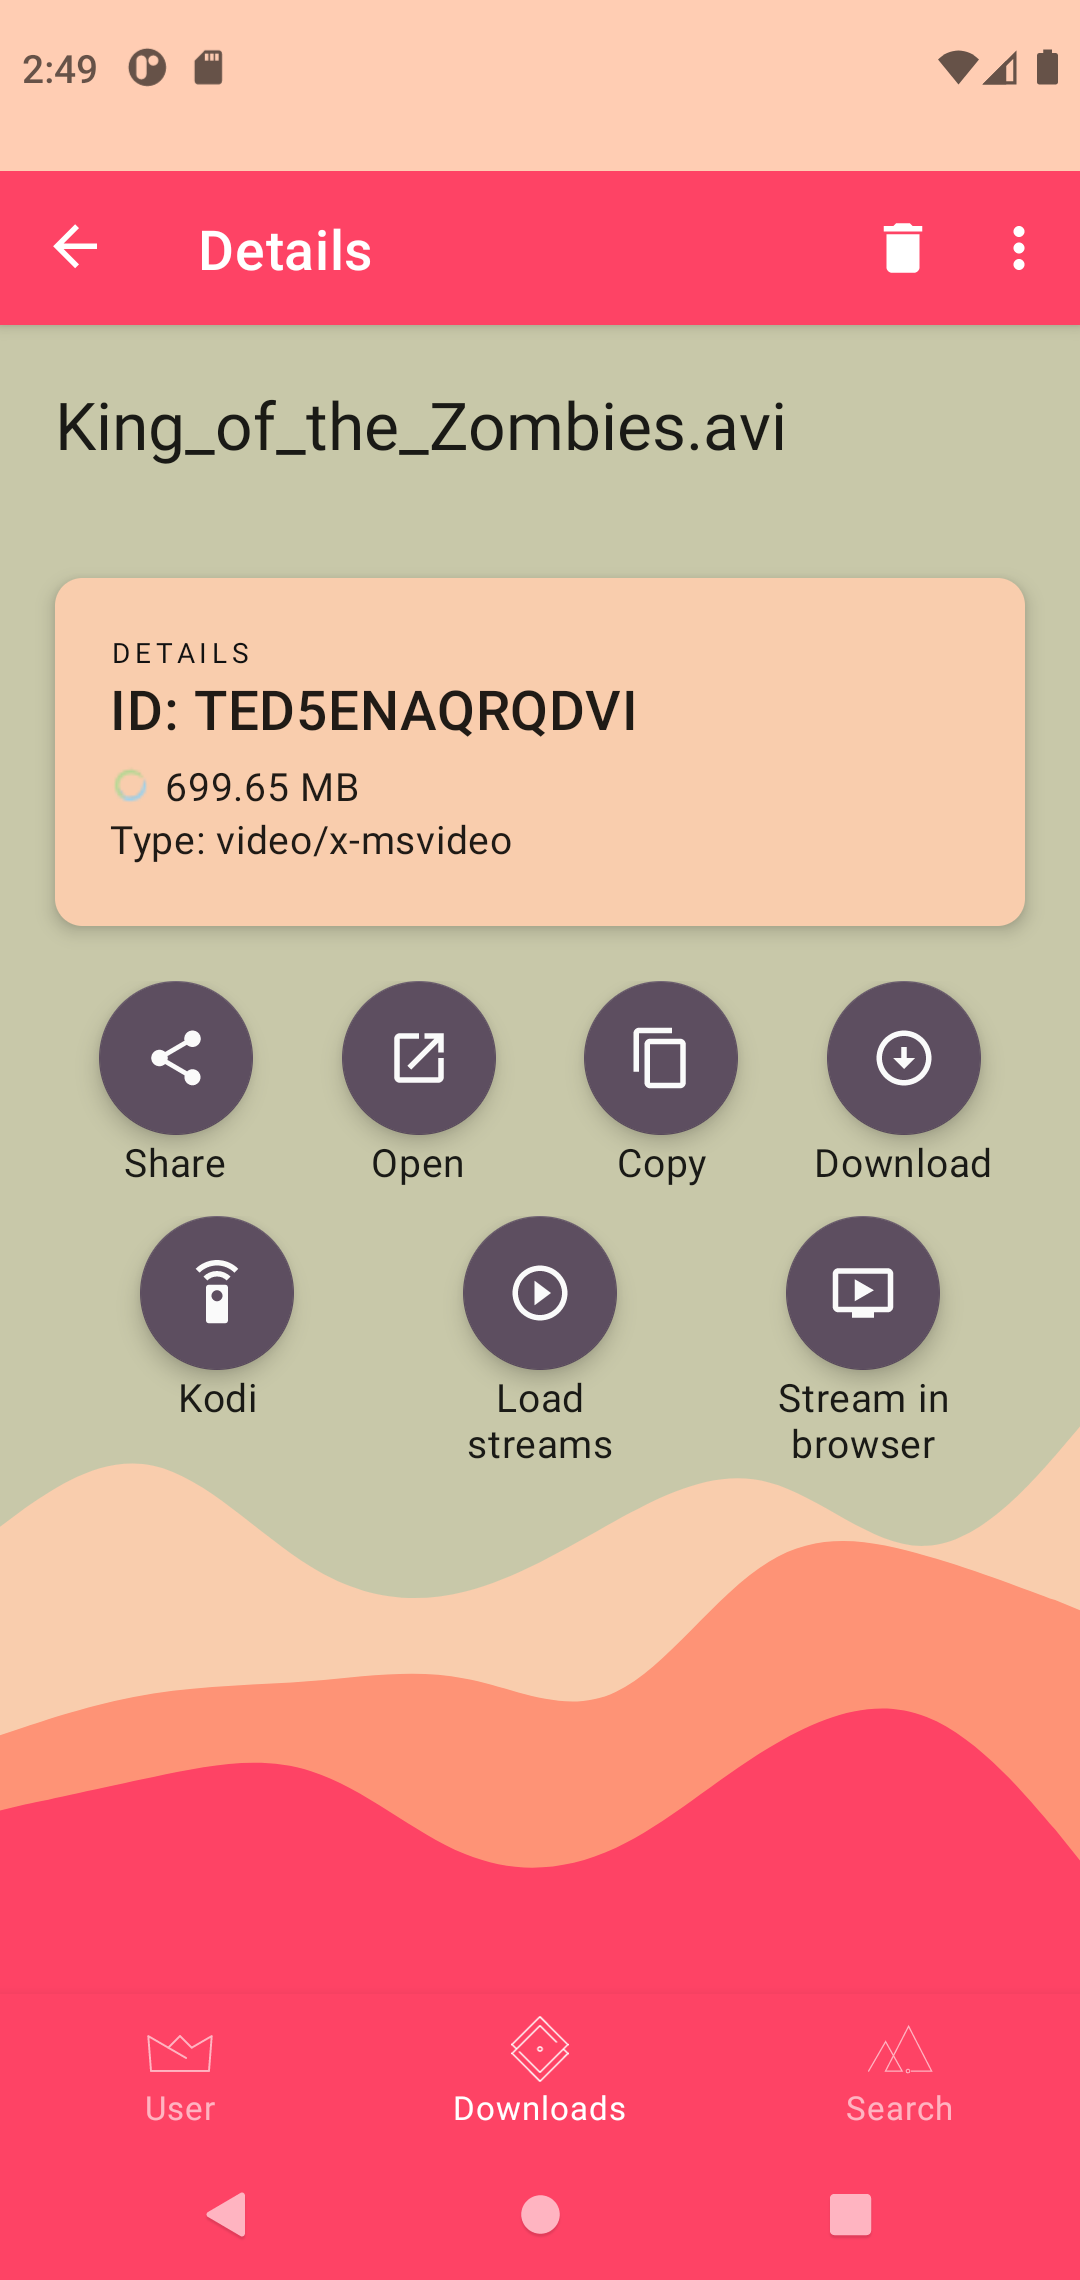 2:49
Details
King_of_the_Zombies.avi
DETAILS
ID: TED5ENAQRQDVI
699.65 MB
Type: video/x-msvideo
Share
Open
Copy
Download
Kodi
Load
streams
Stream in
browser
User
Downloads
Search